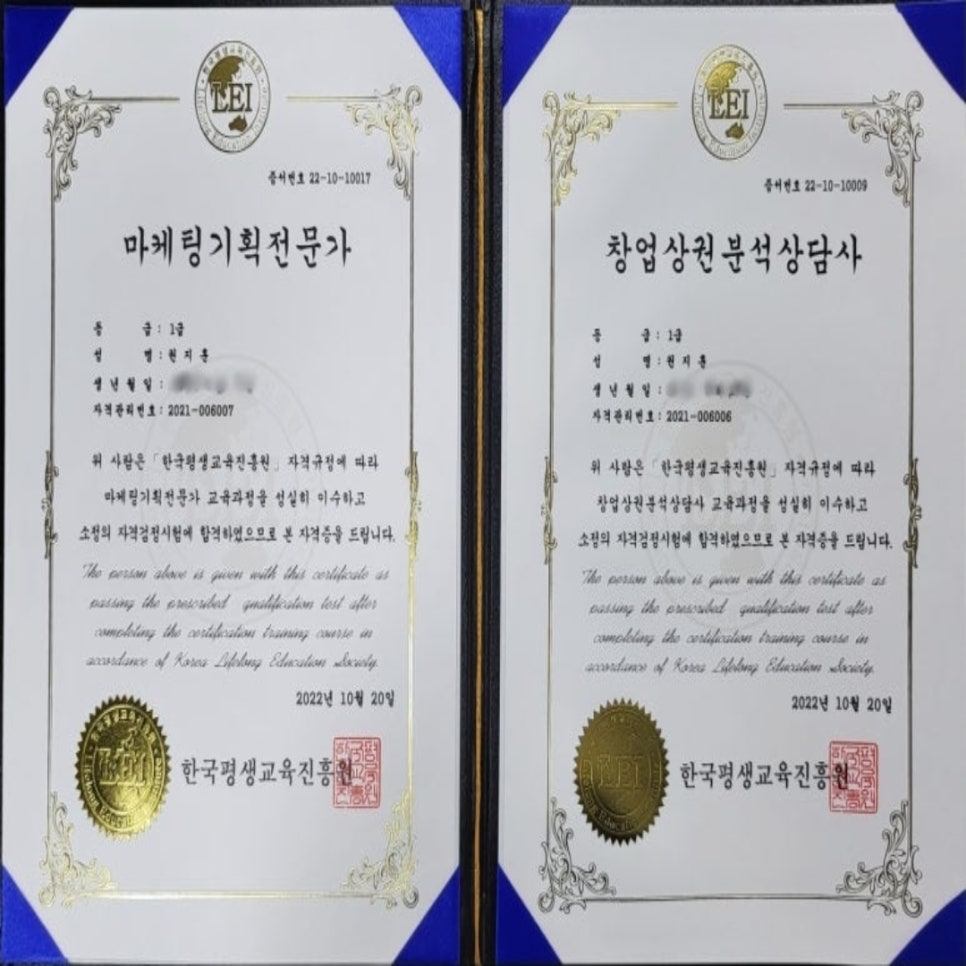 LEI
증서번호 22-10-10017
마케팅기획전문가
등 급 : 1급
성 명 : 원지훈
생년월일 :
자격관리번호 : 2021-006007
위 사람은 「한국평생교육진흥원」 자격규정에 따라
마케팅기획전문가 교육과정을 성실히 이수하고
소정의 자격검정시험에 합격하였으므로 본 자격증을 드립니다.
The person above is given with this certificate as
passing the prescribed qualification test after
completing the certification training course in
accordance of Korea Lifelong Education Society.
2022년 10월 20일
LEI
한국평생교육진흥원
LEI
증서번호 22-10-10009
창업상권분석상담사
등 급 : 1급
성 명 : 원지훈
생년월일 :
자격관리번호 : 2021-006006
위 사람은 「한국평생교육진흥원」 자격규정에 따라
창업상권분석상담사 교육과정을 성실히 이수하고
소정의 자격검정시험에 합격하였으므로 본 자격증을 드립니다.
The person above is given with this certificate as
passing the prescribed qualification test after
completing the certification training course in
accordance of Korea Lifelong Education Society.
2022년 10월 20일
LEI
한국평생교육진흥원